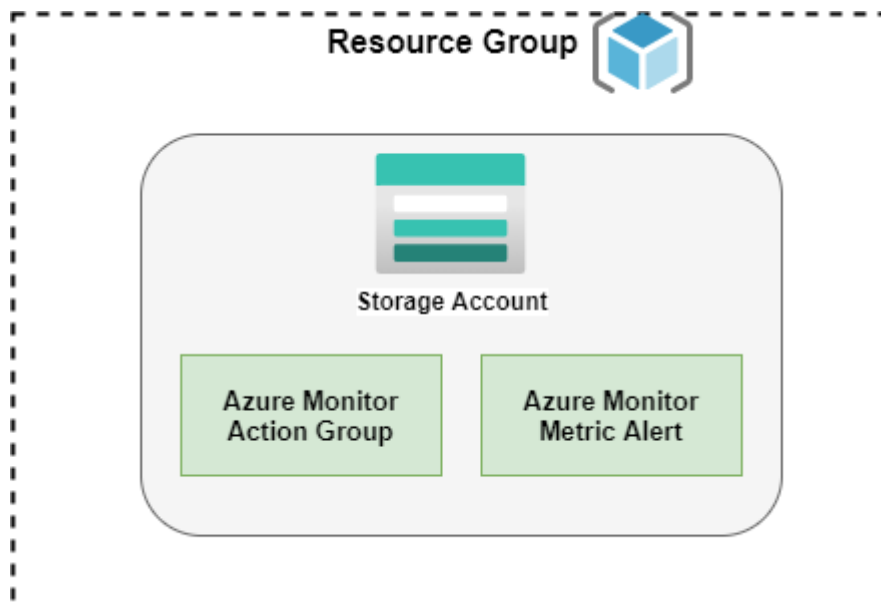 Resource Group
Storage Account
Azure Monitor
Action Group
Azure Monitor
Metric Alert